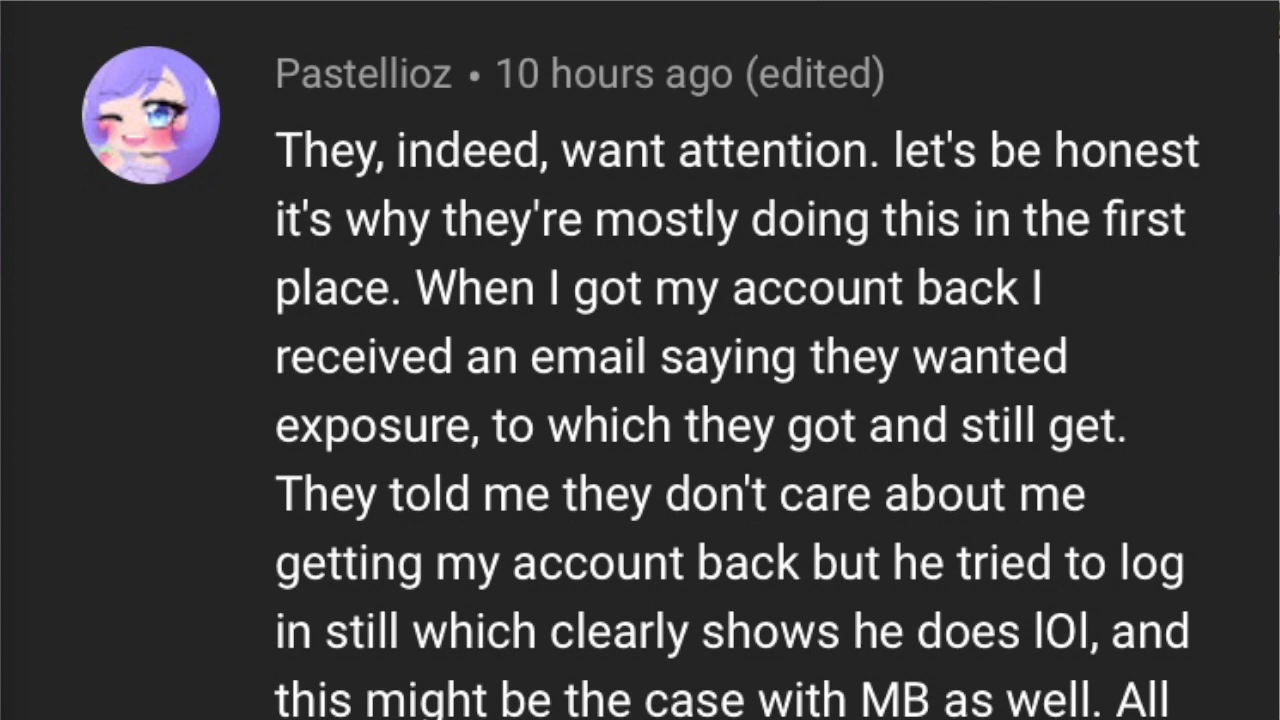 Pastellioz • 10 hours ago (edited)
They, indeed, want attention. let's be honest
it's why they're mostly doing this in the first
place. When I got my account back I
received an email saying they wanted
exposure, to which they got and still get.
They told me they don't care about me
getting my account back but he tried to log
in still which clearly shows he does lOl, and
this might be the case with MB as well. All